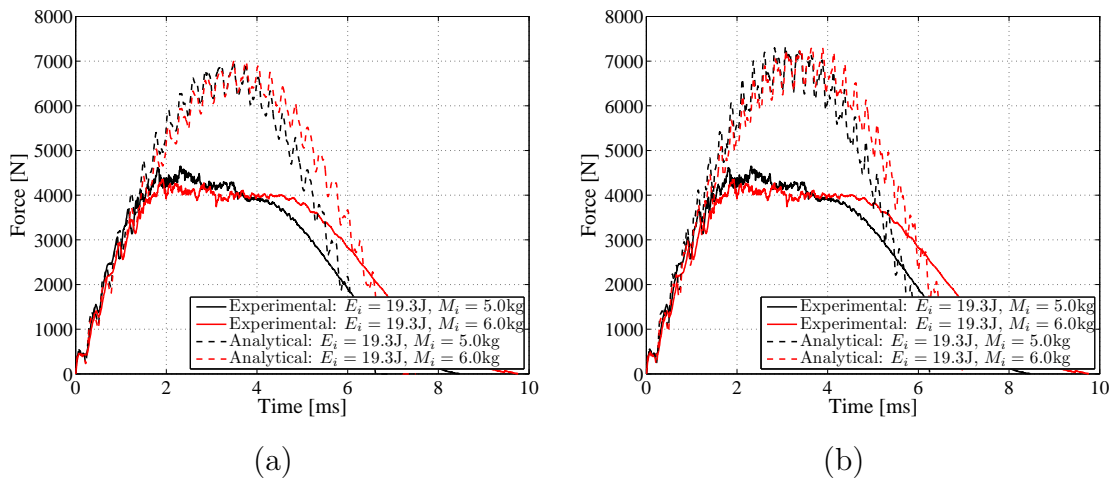 8000
7000
6000
5000
4000
3000
2000
1000
0
Force [N]
0 2 4 6 8 10
Time [ms]
Experimental: E_i = 19.3J, M_i = 5.0kg
Experimental: E_i = 19.3J, M_i = 6.0kg
Analytical: E_i = 19.3J, M_i = 5.0kg
Analytical: E_i = 19.3J, M_i = 6.0kg
(a)
8000
7000
6000
5000
4000
3000
2000
1000
0
Force [N]
0 2 4 6 8 10
Time [ms]
Experimental: E_i = 19.3J, M_i = 5.0kg
Experimental: E_i = 19.3J, M_i = 6.0kg
Analytical: E_i = 19.3J, M_i = 5.0kg
Analytical: E_i = 19.3J, M_i = 6.0kg
(b)